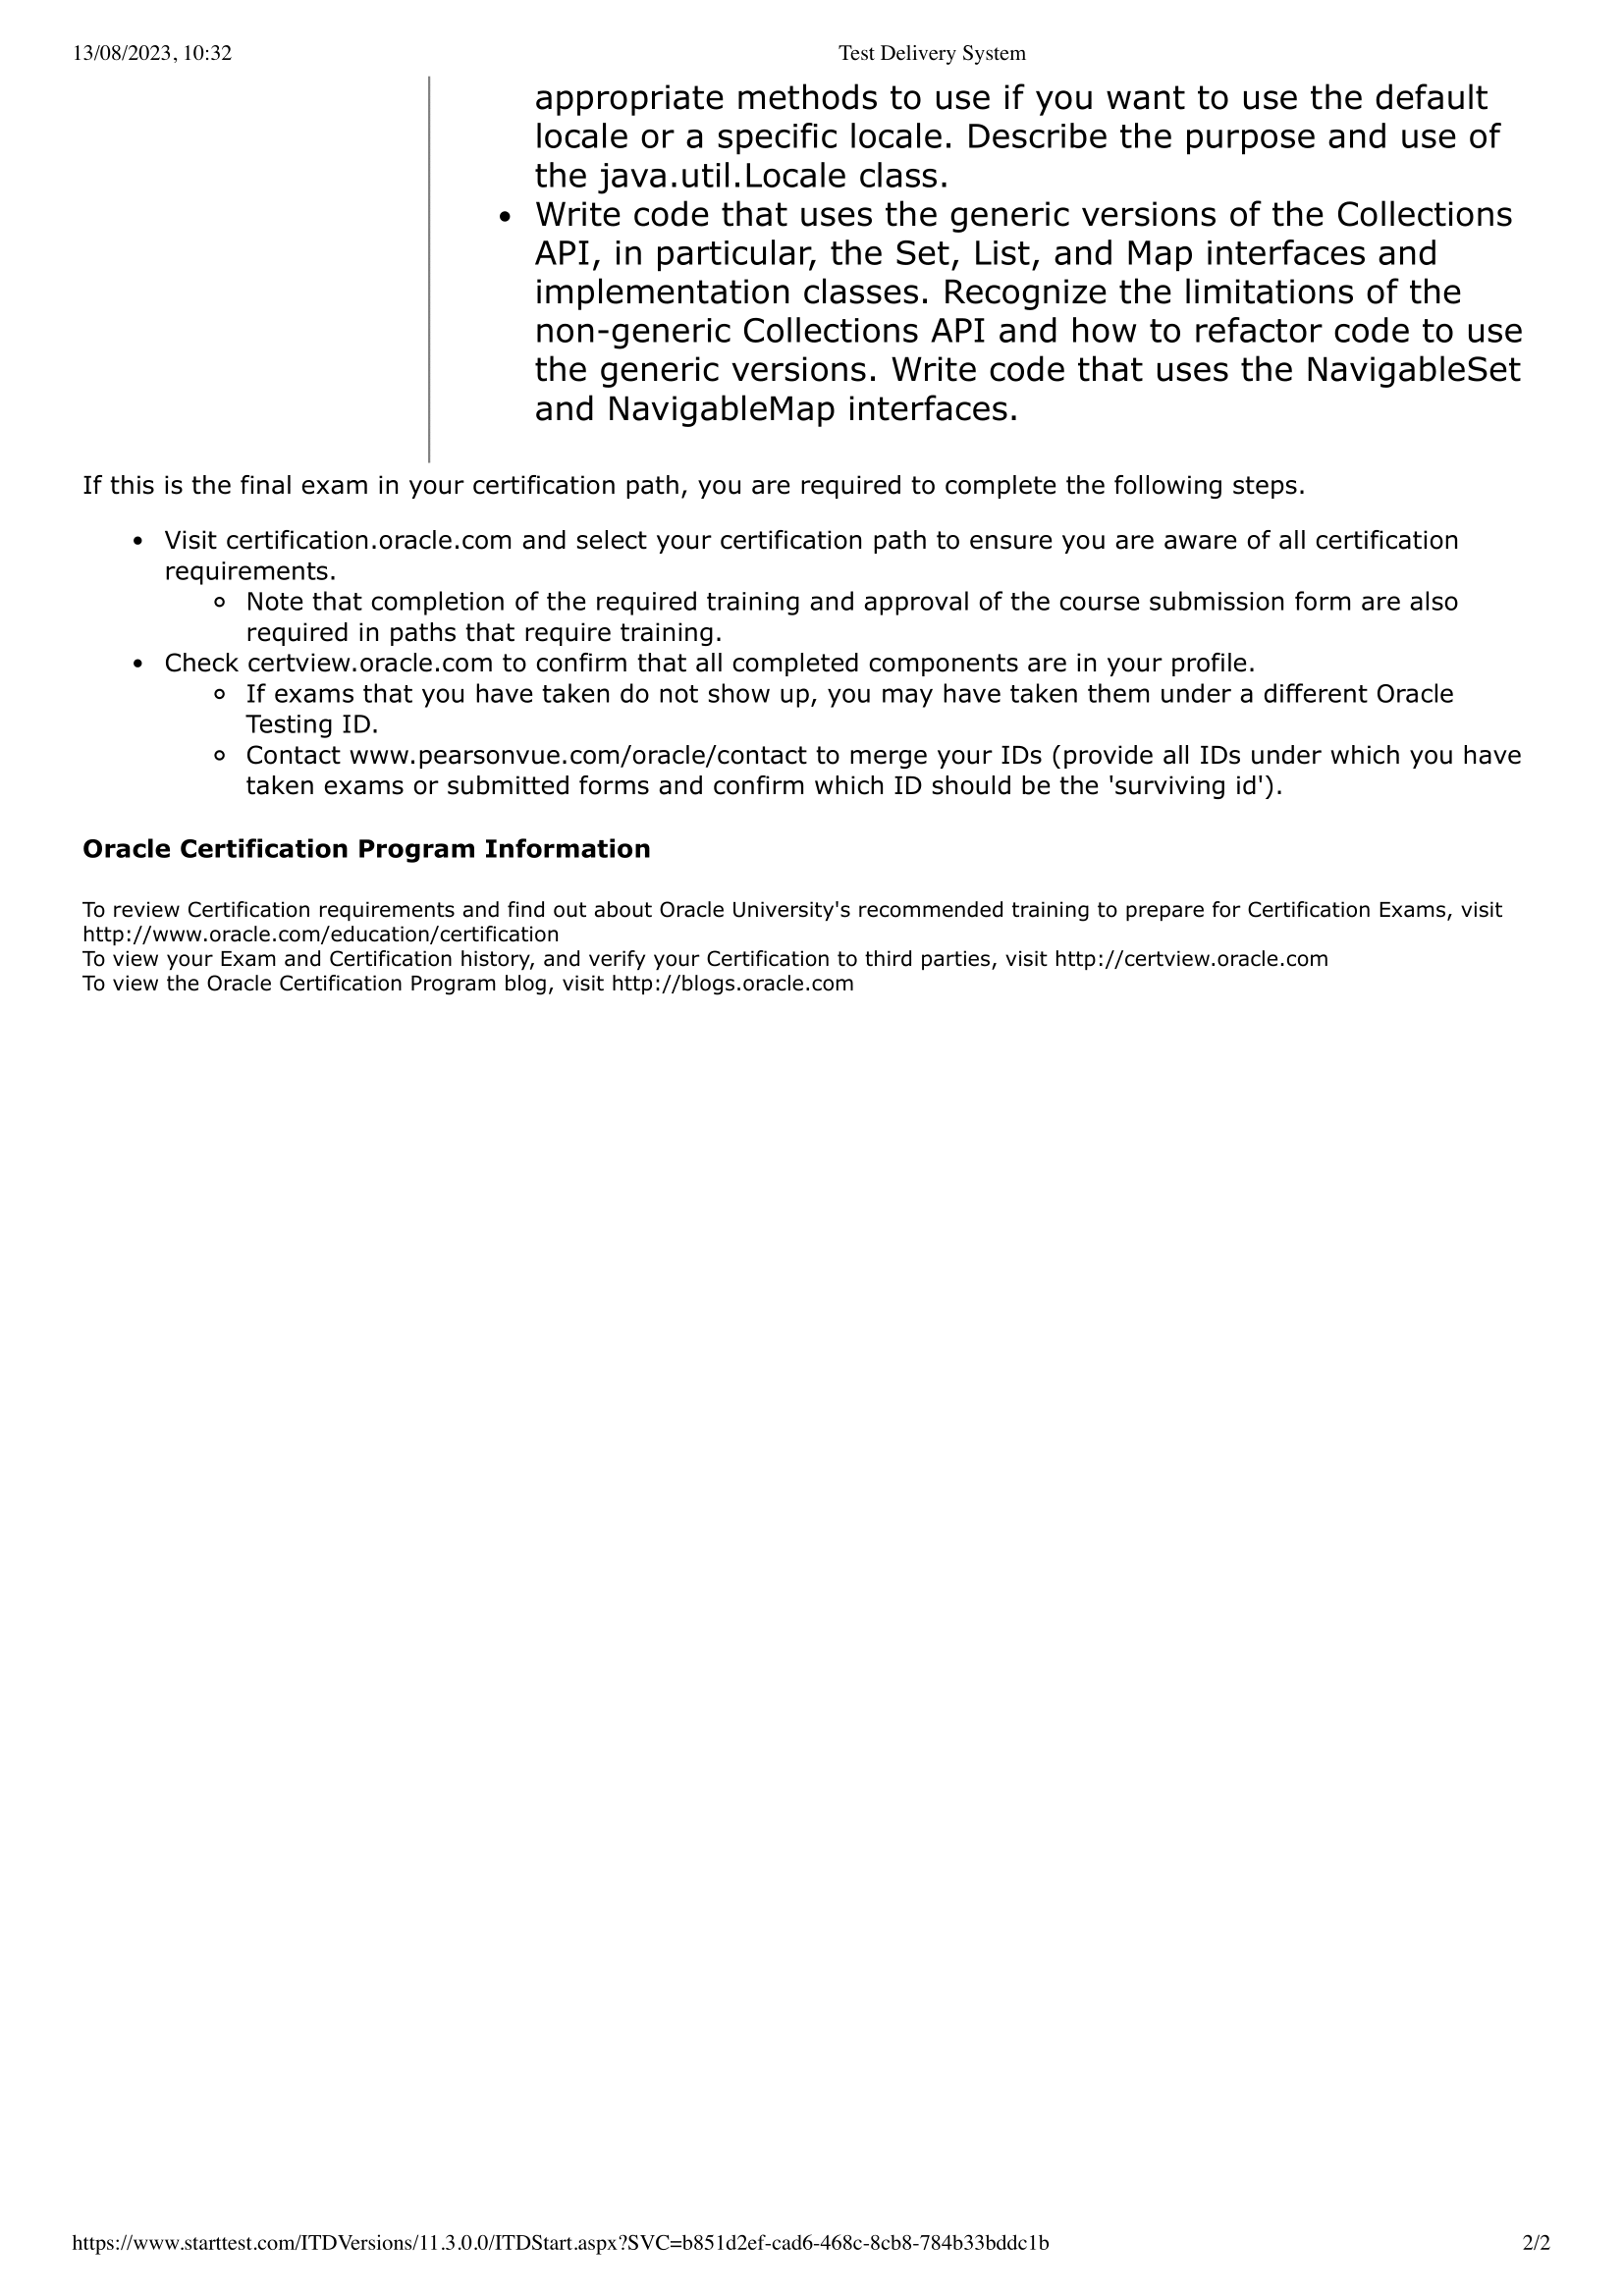 13/08/2023, 10:32 Test Delivery System
appropriate methods to use if you want to use the default
locale or a specific locale. Describe the purpose and use of
the java.util.Locale class.
• Write code that uses the generic versions of the Collections
API, in particular, the Set, List, and Map interfaces and
implementation classes. Recognize the limitations of the
non-generic Collections API and how to refactor code to use
the generic versions. Write code that uses the NavigableSet
and NavigableMap interfaces.
If this is the final exam in your certification path, you are required to complete the following steps.
• Visit certification.oracle.com and select your certification path to ensure you are aware of all certification
requirements.
◦ Note that completion of the required training and approval of the course submission form are also
required in paths that require training.
• Check certview.oracle.com to confirm that all completed components are in your profile.
◦ If exams that you have taken do not show up, you may have taken them under a different Oracle
Testing ID.
◦ Contact www.pearsonvue.com/oracle/contact to merge your IDs (provide all IDs under which you have
taken exams or submitted forms and confirm which ID should be the 'surviving id').
Oracle Certification Program Information
To review Certification requirements and find out about Oracle University's recommended training to prepare for Certification Exams, visit
http://www.oracle.com/education/certification
To view your Exam and Certification history, and verify your Certification to third parties, visit http://certview.oracle.com
To view the Oracle Certification Program blog, visit http://blogs.oracle.com
https://www.starttest.com/ITDVersions/11.3.0.0/ITDStart.aspx?SVC=b851d2ef-cad6-468c-8cb8-784b33bddc1b 2/2